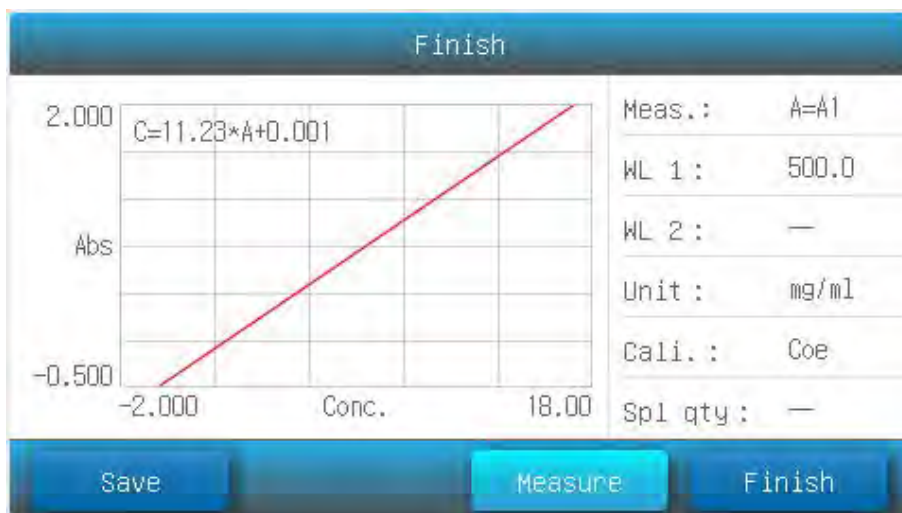 Finish
2.000
C=11.23*A+0.001
Abs
-0.500
-2.000 Conc. 18.00
Meas.: A=A1
WL 1: 500.0
WL 2: —
Unit: mg/ml
Cali.: Coe
Spl qty: —
Save Measure Finish